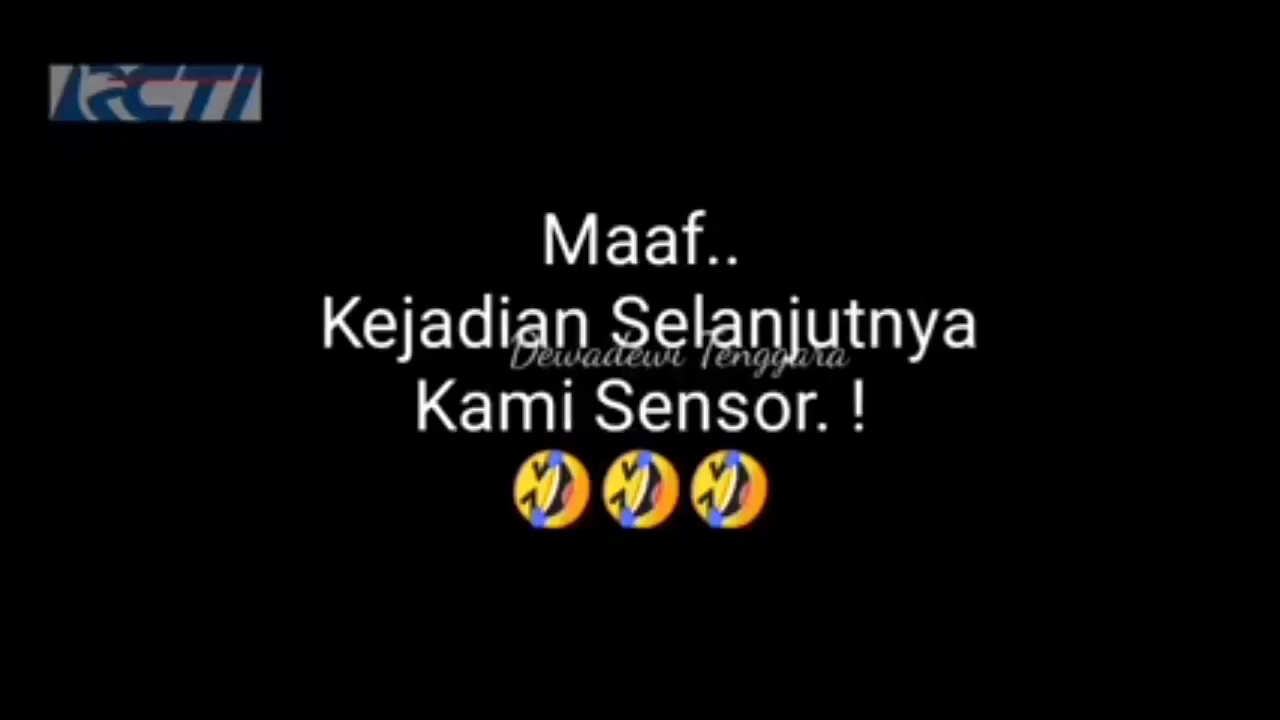 RCTI
Maaf..
Kejadian Selanjutnya
Dewadewi Tenggara
Kami Sensor. !
🤣🤣🤣